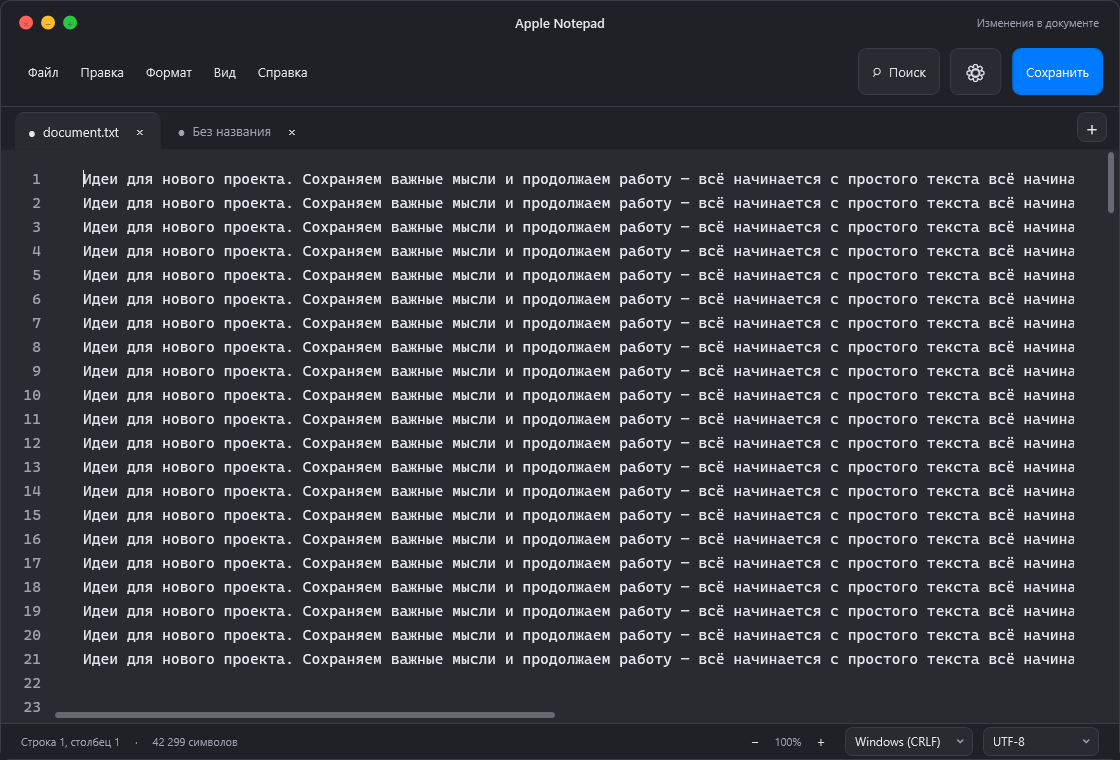 Apple Notepad
Изменения в документе
Файл Правка Формат Вид Справка
Поиск
Сохранить
document.txt × Без названия ×
+
1 Идеи для нового проекта. Сохраняем важные мысли и продолжаем работу — всё начинается с простого текста всё начина
2 Идеи для нового проекта. Сохраняем важные мысли и продолжаем работу — всё начинается с простого текста всё начина
3 Идеи для нового проекта. Сохраняем важные мысли и продолжаем работу — всё начинается с простого текста всё начина
4 Идеи для нового проекта. Сохраняем важные мысли и продолжаем работу — всё начинается с простого текста всё начина
5 Идеи для нового проекта. Сохраняем важные мысли и продолжаем работу — всё начинается с простого текста всё начина
6 Идеи для нового проекта. Сохраняем важные мысли и продолжаем работу — всё начинается с простого текста всё начина
7 Идеи для нового проекта. Сохраняем важные мысли и продолжаем работу — всё начинается с простого текста всё начина
8 Идеи для нового проекта. Сохраняем важные мысли и продолжаем работу — всё начинается с простого текста всё начина
9 Идеи для нового проекта. Сохраняем важные мысли и продолжаем работу — всё начинается с простого текста всё начина
10 Идеи для нового проекта. Сохраняем важные мысли и продолжаем работу — всё начинается с простого текста всё начина
11 Идеи для нового проекта. Сохраняем важные мысли и продолжаем работу — всё начинается с простого текста всё начина
12 Идеи для нового проекта. Сохраняем важные мысли и продолжаем работу — всё начинается с простого текста всё начина
13 Идеи для нового проекта. Сохраняем важные мысли и продолжаем работу — всё начинается с простого текста всё начина
14 Идеи для нового проекта. Сохраняем важные мысли и продолжаем работу — всё начинается с простого текста всё начина
15 Идеи для нового проекта. Сохраняем важные мысли и продолжаем работу — всё начинается с простого текста всё начина
16 Идеи для нового проекта. Сохраняем важные мысли и продолжаем работу — всё начинается с простого текста всё начина
17 Идеи для нового проекта. Сохраняем важные мысли и продолжаем работу — всё начинается с простого текста всё начина
18 Идеи для нового проекта. Сохраняем важные мысли и продолжаем работу — всё начинается с простого текста всё начина
19 Идеи для нового проекта. Сохраняем важные мысли и продолжаем работу — всё начинается с простого текста всё начина
20 Идеи для нового проекта. Сохраняем важные мысли и продолжаем работу — всё начинается с простого текста всё начина
21 Идеи для нового проекта. Сохраняем важные мысли и продолжаем работу — всё начинается с простого текста всё начина
22
23
Строка 1, столбец 1 · 42 299 символов
− 100% + Windows (CRLF) UTF-8